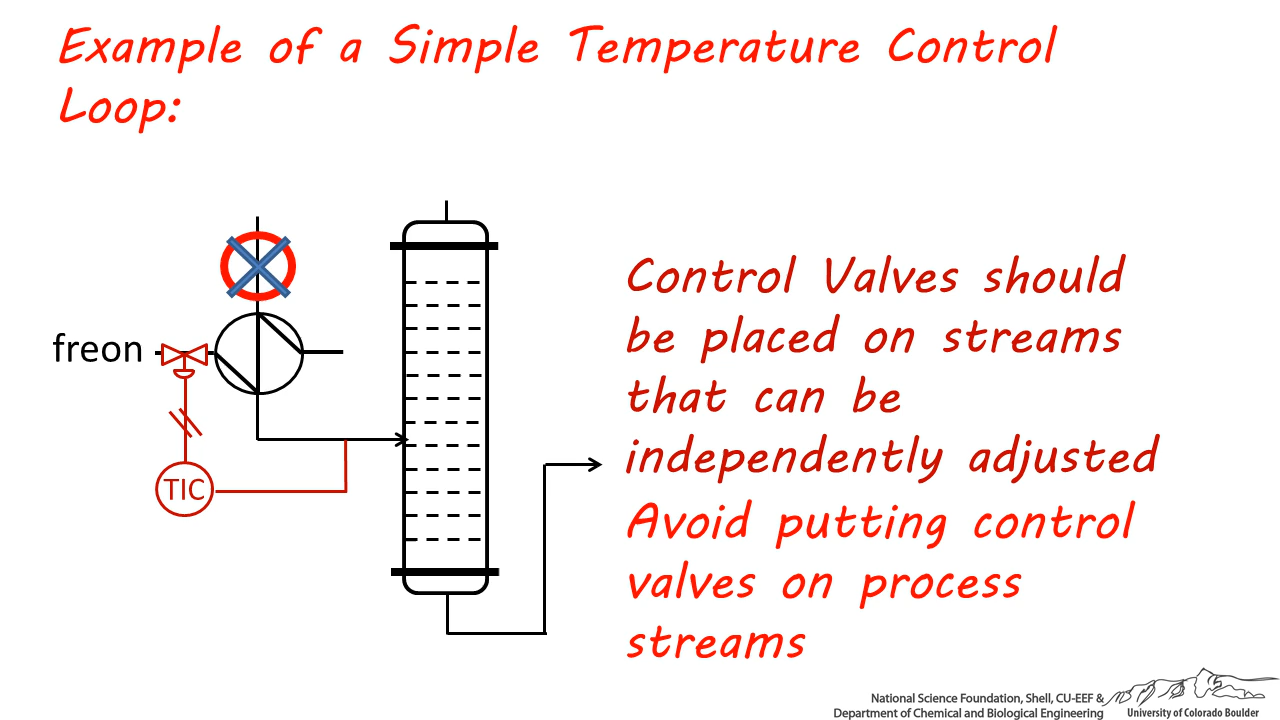 Example of a Simple Temperature Control
Loop:
Control Valves should
be placed on streams
that can be
independently adjusted
Avoid putting control
valves on process
streams
freon
TIC
National Science Foundation, Shell, CU-EEF &
Department of Chemical and Biological Engineering
University of Colorado Boulder